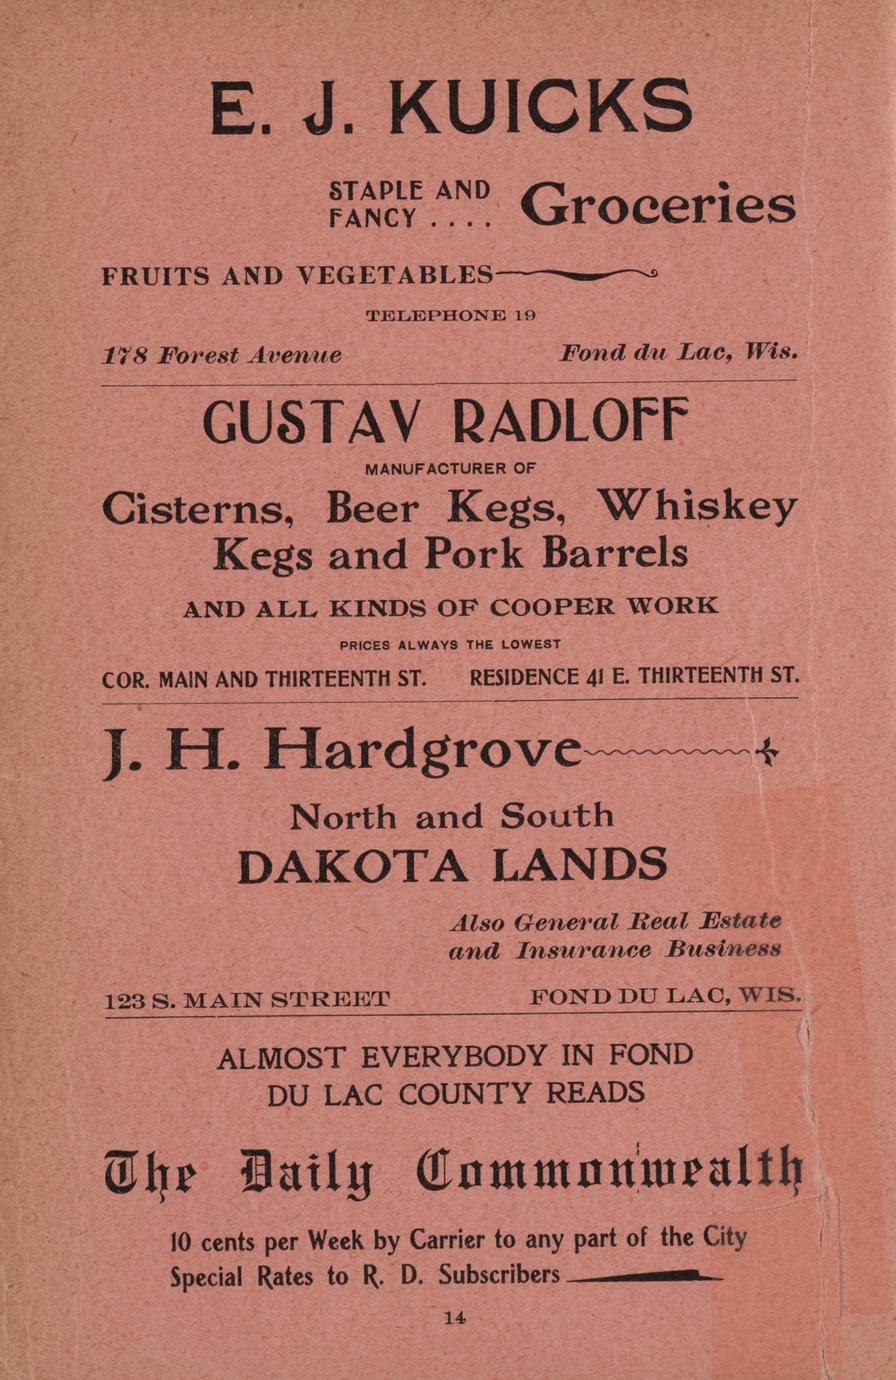 E. J. KUICKS
STAPLE AND
FANCY .... Groceries
FRUITS AND VEGETABLES
TELEPHONE 19
178 Forest Avenue Fond du Lac, Wis.
GUSTAV RADLOFF
MANUFACTURER OF
Cisterns, Beer Kegs, Whiskey
Kegs and Pork Barrels
AND ALL KINDS OF COOPER WORK
PRICES ALWAYS THE LOWEST
COR. MAIN AND THIRTEENTH ST. RESIDENCE 41 E. THIRTEENTH ST.
J. H. Hardgrove
North and South
DAKOTA LANDS
Also General Real Estate
and Insurance Business
123 S. MAIN STREET FOND DU LAC, WIS.
ALMOST EVERYBODY IN FOND
DU LAC COUNTY READS
The Daily Commonwealth
10 cents per Week by Carrier to any part of the City
Special Rates to R. D. Subscribers
14